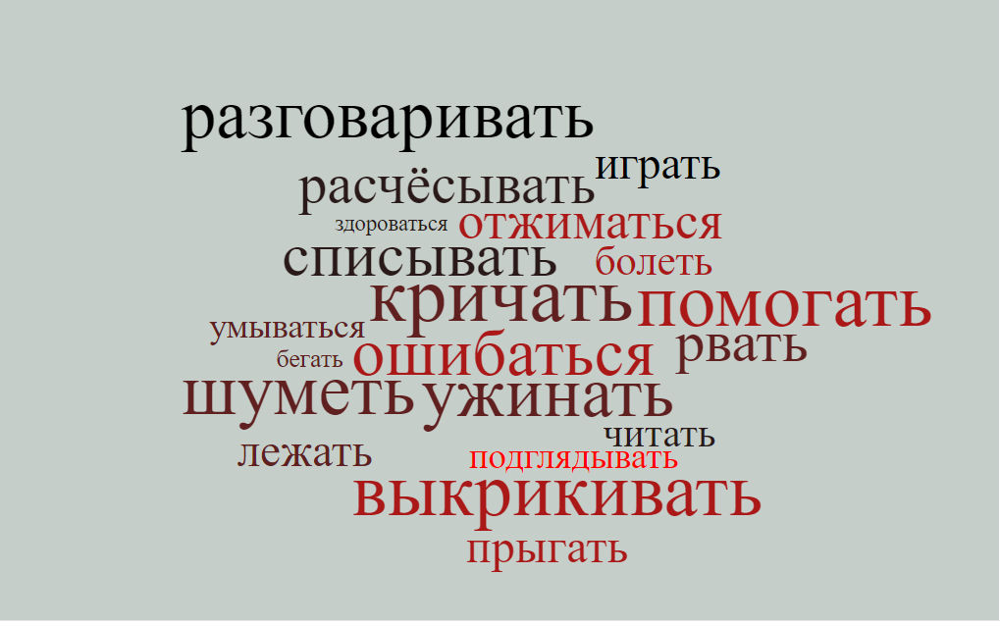 разговаривать
играть
расчёсывать
здороваться отжиматься
списывать болеть
кричать помогать
умываться рвать
бегать ошибаться
шуметь ужинать
читать
лежать подглядывать
выкрикивать
прыгать